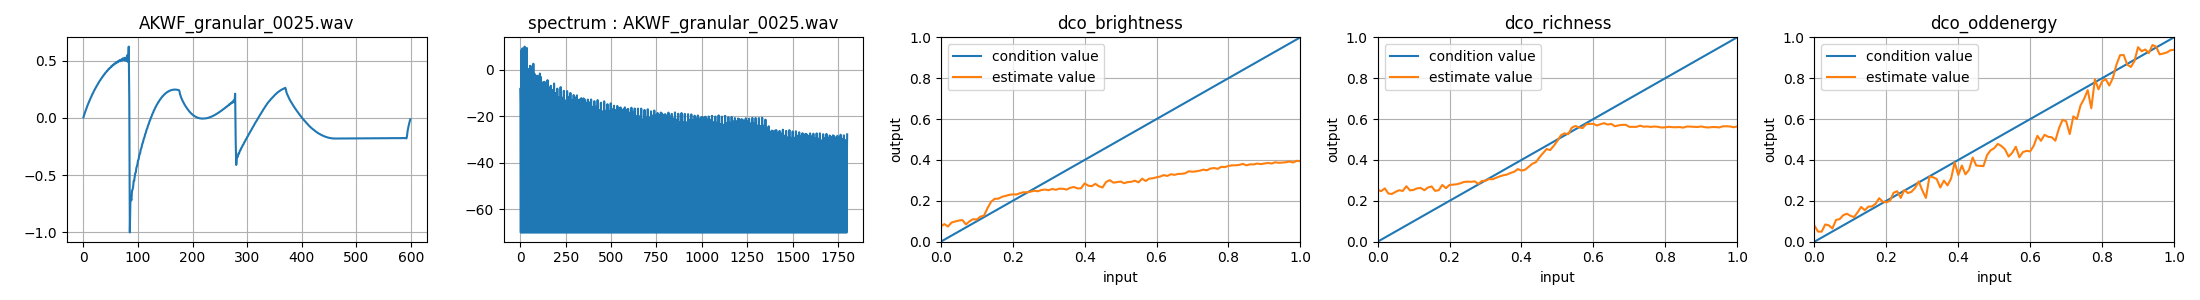 AKWF_granular_0025.wav
0.5
0.0
−0.5
−1.0
0 100 200 300 400 500 600
spectrum : AKWF_granular_0025.wav
0
−20
−40
−60
0 250 500 750 1000 1250 1500 1750
dco_brightness
condition value
estimate value
output
1.0
0.8
0.6
0.4
0.2
0.0
0.0 0.2 0.4 0.6 0.8 1.0
input
dco_richness
condition value
estimate value
output
1.0
0.8
0.6
0.4
0.2
0.0
0.0 0.2 0.4 0.6 0.8 1.0
input
dco_oddenergy
condition value
estimate value
output
1.0
0.8
0.6
0.4
0.2
0.0
0.0 0.2 0.4 0.6 0.8 1.0
input